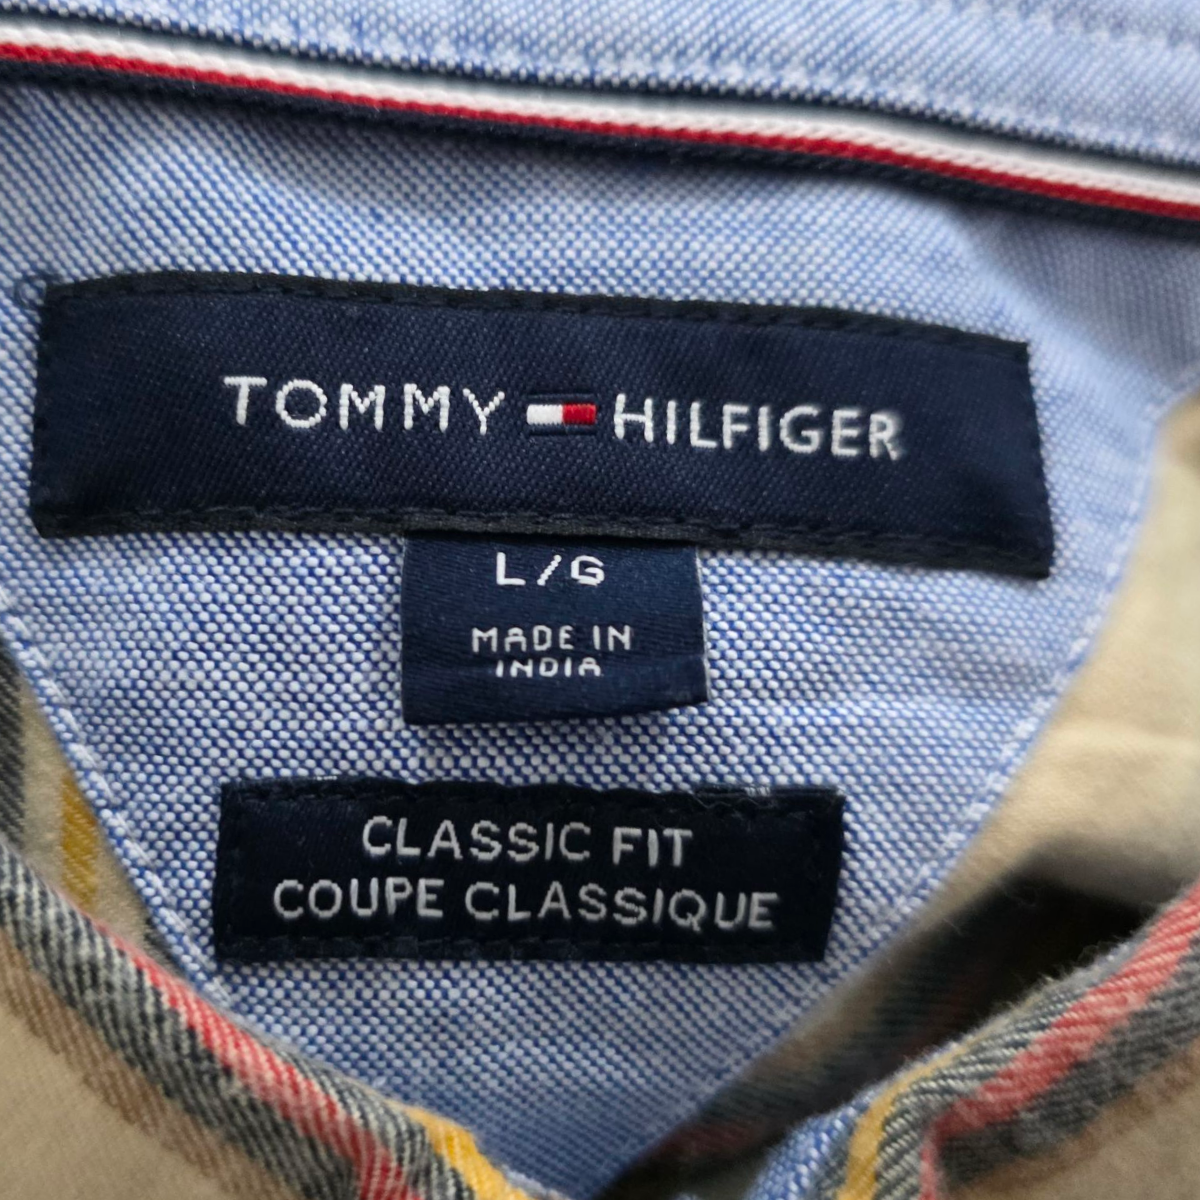 TOMMY HILFIGER
L/G
MADE IN
INDIA
CLASSIC FIT
COUPE CLASSIQUE